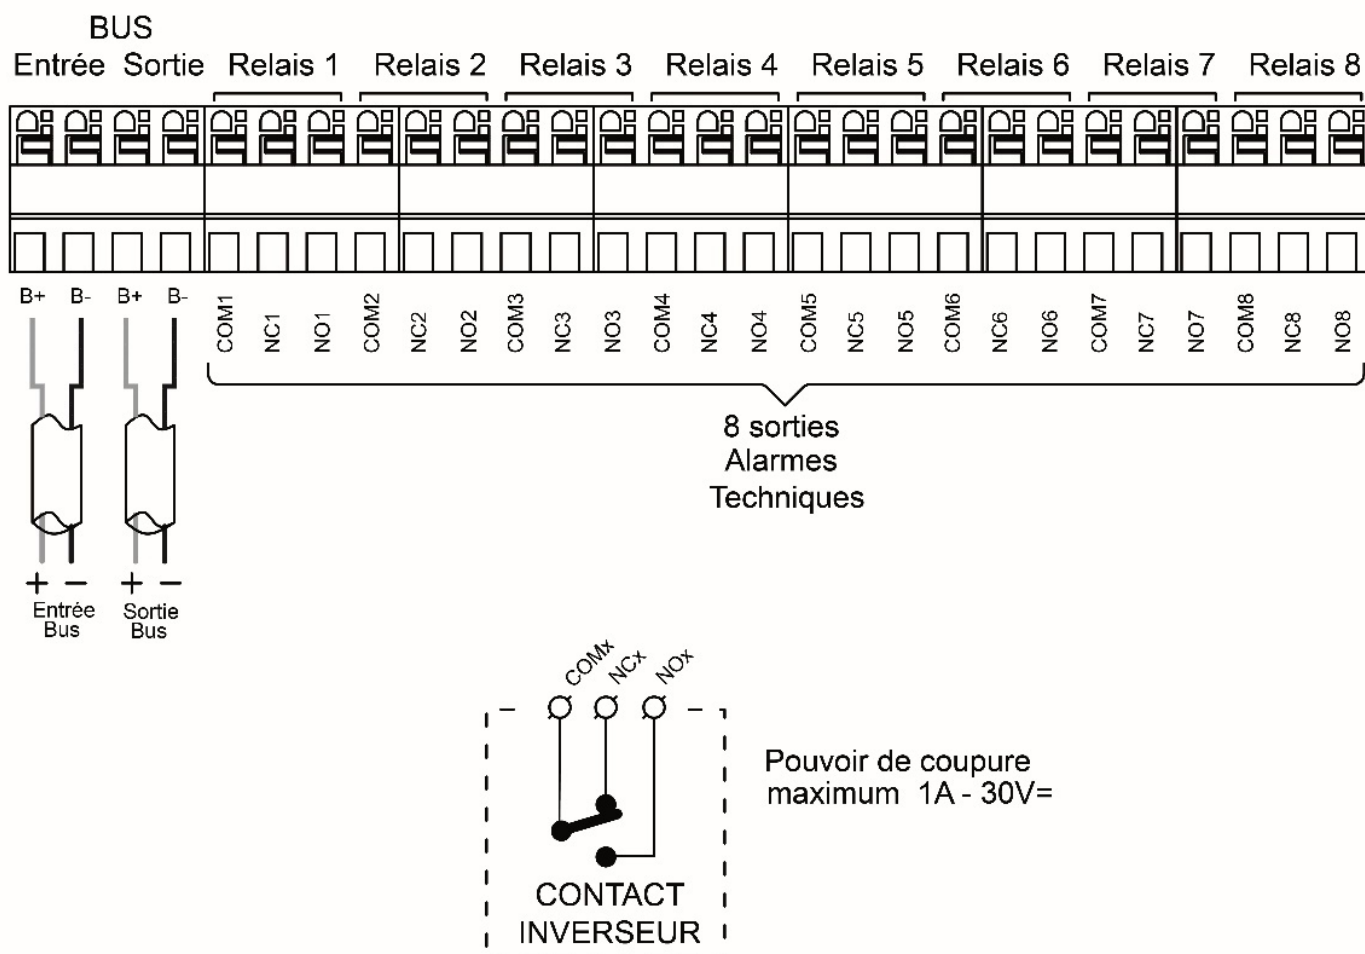 BUS
Entrée Sortie Relais 1 Relais 2 Relais 3 Relais 4 Relais 5 Relais 6 Relais 7 Relais 8
B+ B- B+ B- COM1 NC1 NO1 COM2 NC2 NO2 COM3 NC3 NO3 COM4 NC4 NO4 COM5 NC5 NO5 COM6 NC6 NO6 COM7 NC7 NO7 COM8 NC8 NO8
8 sorties
Alarmes
Techniques
+ − + −
Entrée Sortie
Bus Bus
COMx NCx NOx
Pouvoir de coupure
maximum 1A - 30V=
CONTACT
INVERSEUR